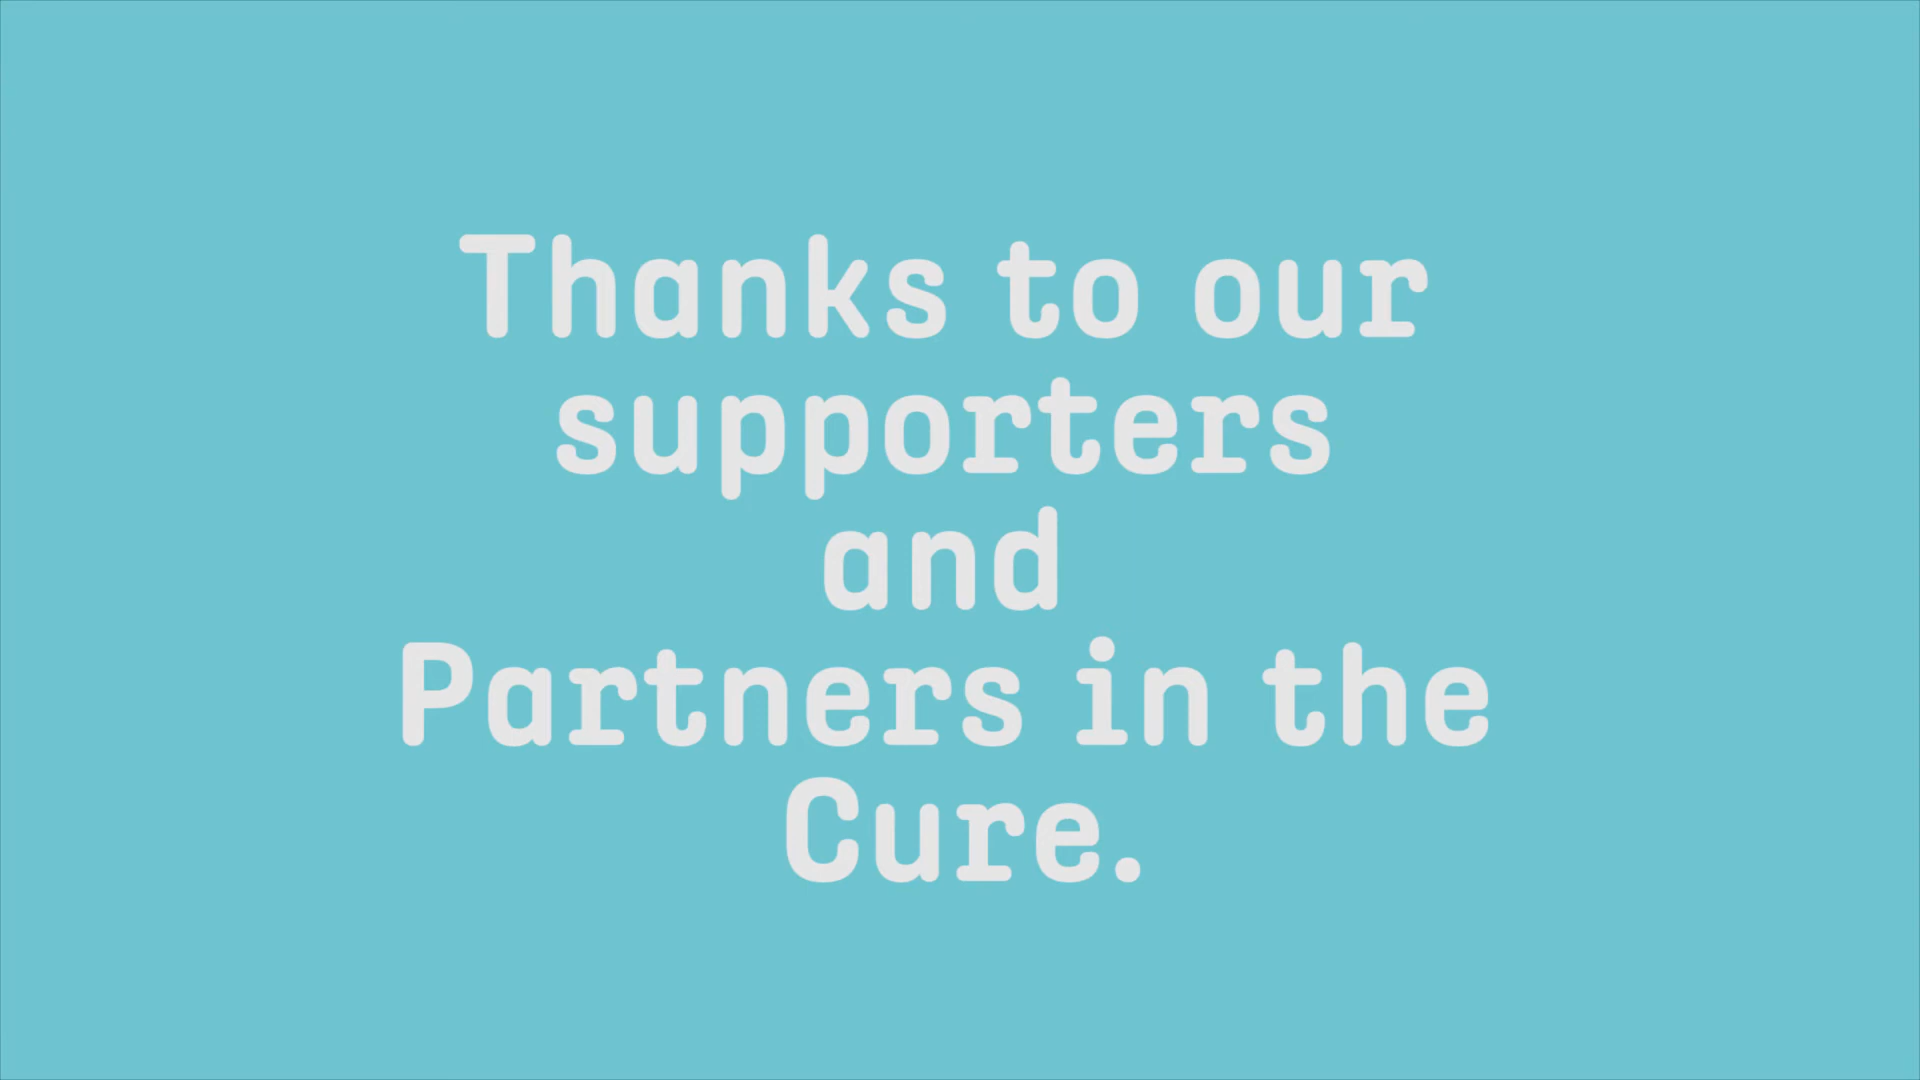 Thanks to our
supporters
and
Partners in the
Cure.